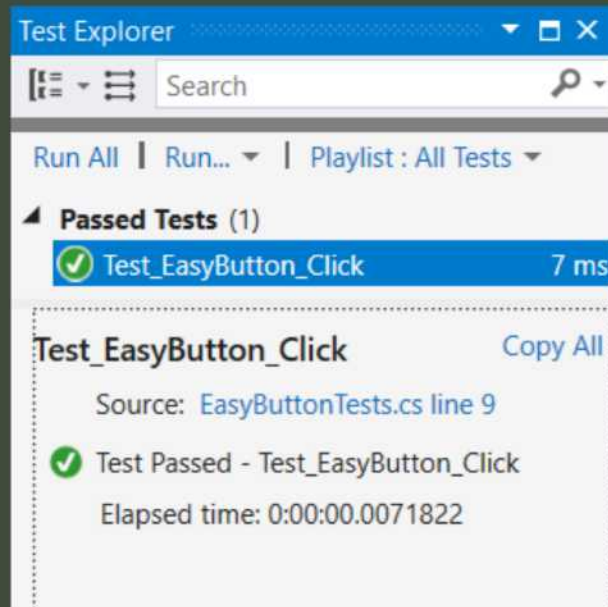 Test Explorer
Search
Run All | Run... | Playlist : All Tests
Passed Tests (1)
Test_EasyButton_Click 7 ms
Test_EasyButton_Click Copy All
Source: EasyButtonTests.cs line 9
Test Passed - Test_EasyButton_Click
Elapsed time: 0:00:00.0071822